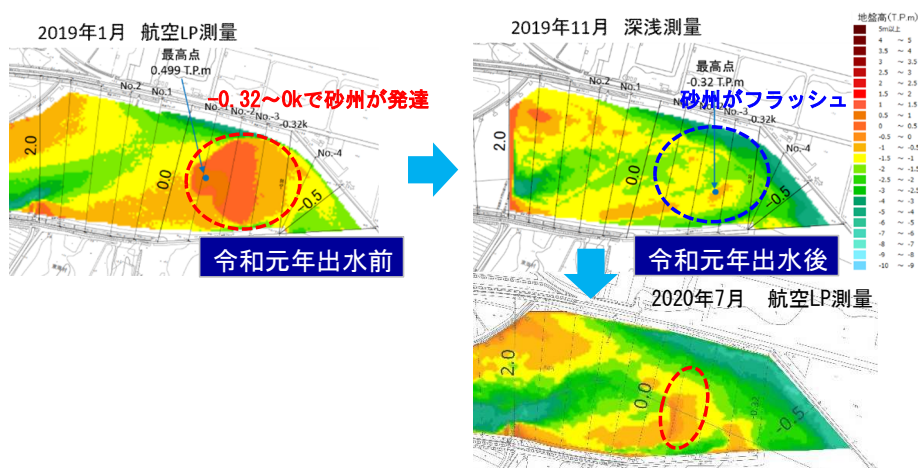 2019年1月 航空LP測量
最高点
0.499 T.P.m
-0.32~0kで砂州が発達
No.2
No.1
No.-1
No.-2
No.-3
-0.32k
No.-4
2.0
0.0
-0.5
令和元年出水前
2019年11月 深浅測量
最高点
-0.32 T.P.m
砂州がフラッシュ
No.2
No.1
No.-1
No.-2
No.-3
-0.32k
No.-4
2.0
0.0
-0.5
令和元年出水後
地盤高(T.P.m)
5m以上
4 ~ 5
3.5 ~ 4
3 ~ 3.5
2.5 ~ 3
2 ~ 2.5
1.5 ~ 2
1 ~ 1.5
0.5 ~ 1
0 ~ 0.5
-0.5 ~ 0
-1 ~ -0.5
-1.5 ~ -1
-2 ~ -1.5
-2.5 ~ -2
-3 ~ -2.5
-4 ~ -3
-5 ~ -4
-6 ~ -5
-7 ~ -6
-8 ~ -7
-9 ~ -8
-10 ~ -9
2020年7月 航空LP測量
2.0
0.0
-0.32
-0.5